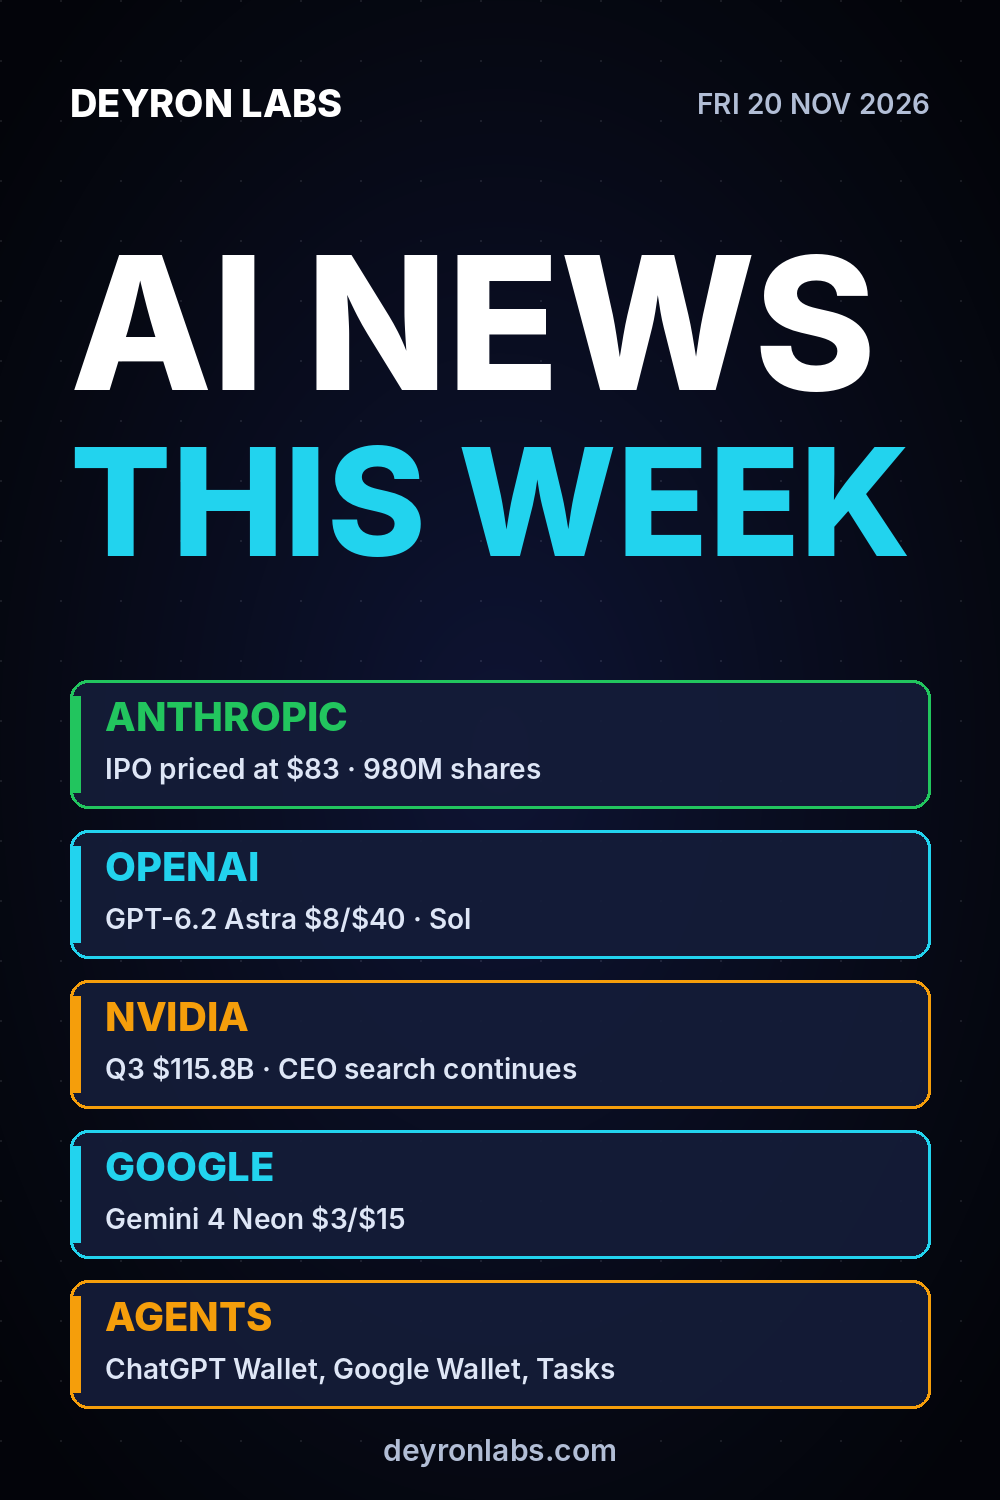 DEYRON LABS
FRI 20 NOV 2026
AI NEWS
THIS WEEK
ANTHROPIC
IPO priced at $83 · 980M shares
OPENAI
GPT-6.2 Astra $8/$40 · Sol
NVIDIA
Q3 $115.8B · CEO search continues
GOOGLE
Gemini 4 Neon $3/$15
AGENTS
ChatGPT Wallet, Google Wallet, Tasks
deyronlabs.com